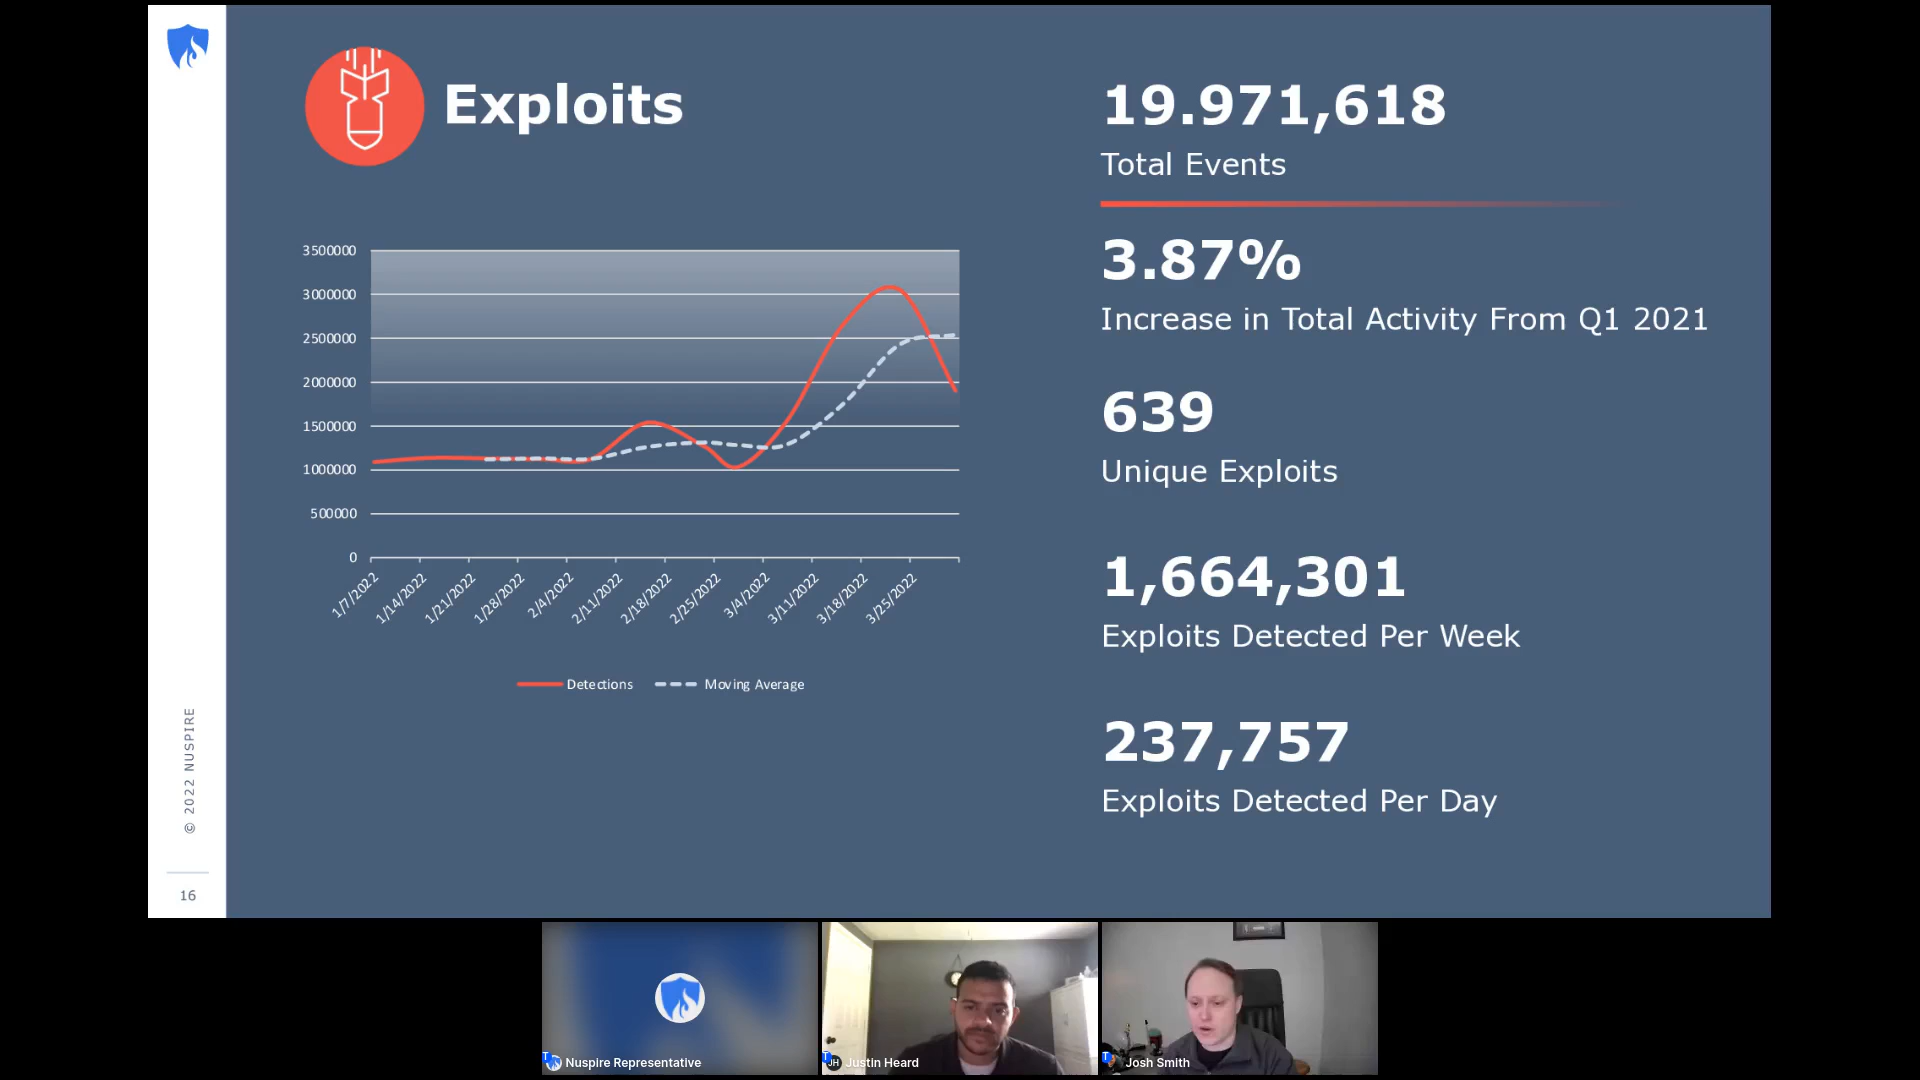 Exploits
19.971,618
Total Events
3.87%
Increase in Total Activity From Q1 2021
639
Unique Exploits
1,664,301
Exploits Detected Per Week
237,757
Exploits Detected Per Day
3500000
3000000
2500000
2000000
1500000
1000000
500000
0
1/7/2022
1/14/2022
1/21/2022
1/28/2022
2/4/2022
2/11/2022
2/18/2022
2/25/2022
3/4/2022
3/11/2022
3/18/2022
3/25/2022
Detections
Moving Average
© 2022 NUSPIRE
16
T
Nuspire Representative
T
JH
Justin Heard
T
Josh Smith